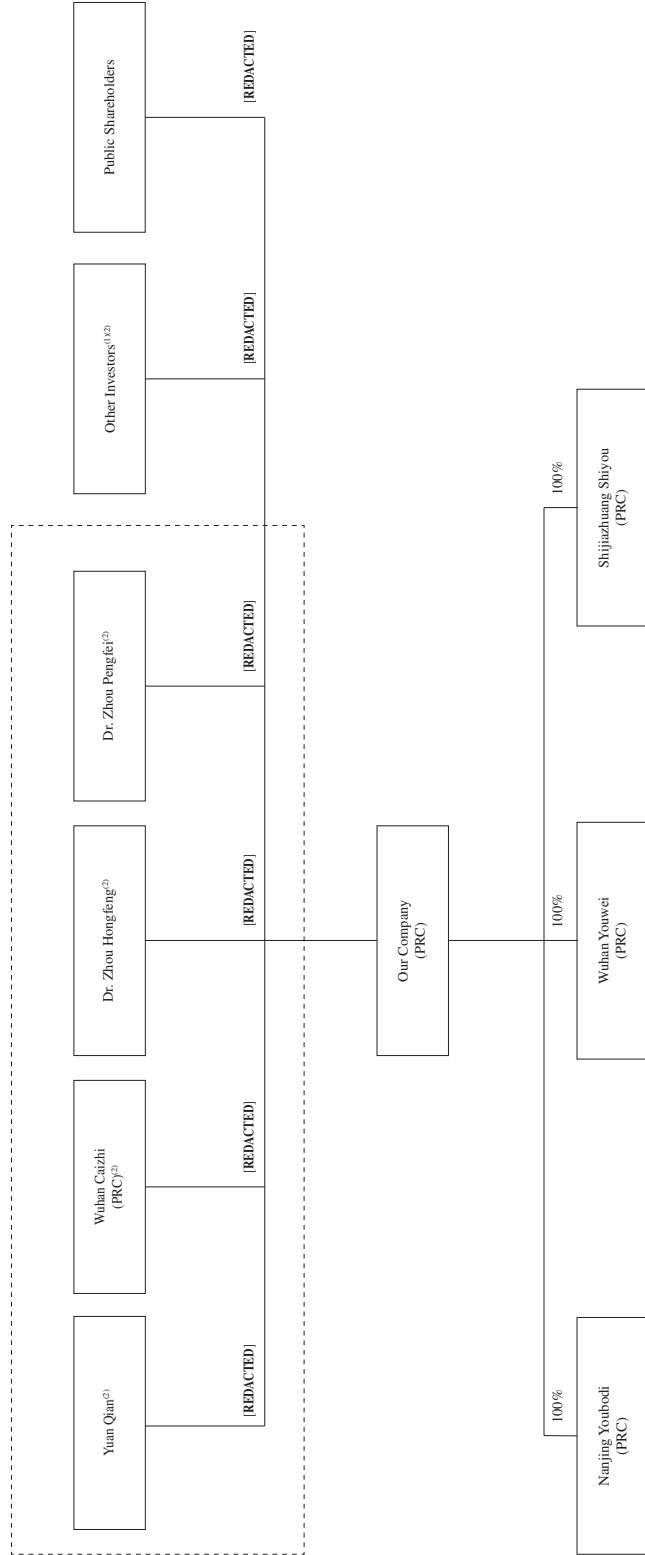 Yuan Qian(2)
Wuhan Caizhi
(PRC)(2)
Dr. Zhou Hongfeng(2)
Dr. Zhou Pengfei(2)
Other Investors(1)(2)
Public Shareholders
[REDACTED]
[REDACTED]
[REDACTED]
[REDACTED]
[REDACTED]
[REDACTED]
Our Company
(PRC)
100%
100%
100%
Nanjing Youbodi
(PRC)
Wuhan Youwei
(PRC)
Shijiazhuang Shiyou
(PRC)